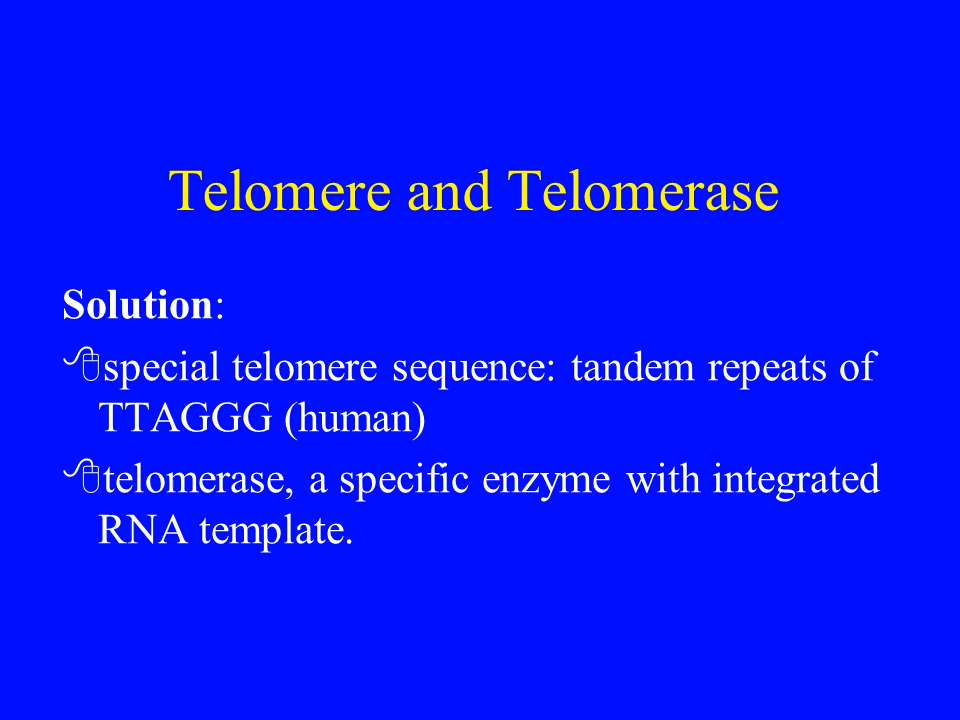 Telomere and Telomerase
Solution:
special telomere sequence: tandem repeats of
TTAGGG (human)
telomerase, a specific enzyme with integrated
RNA template.